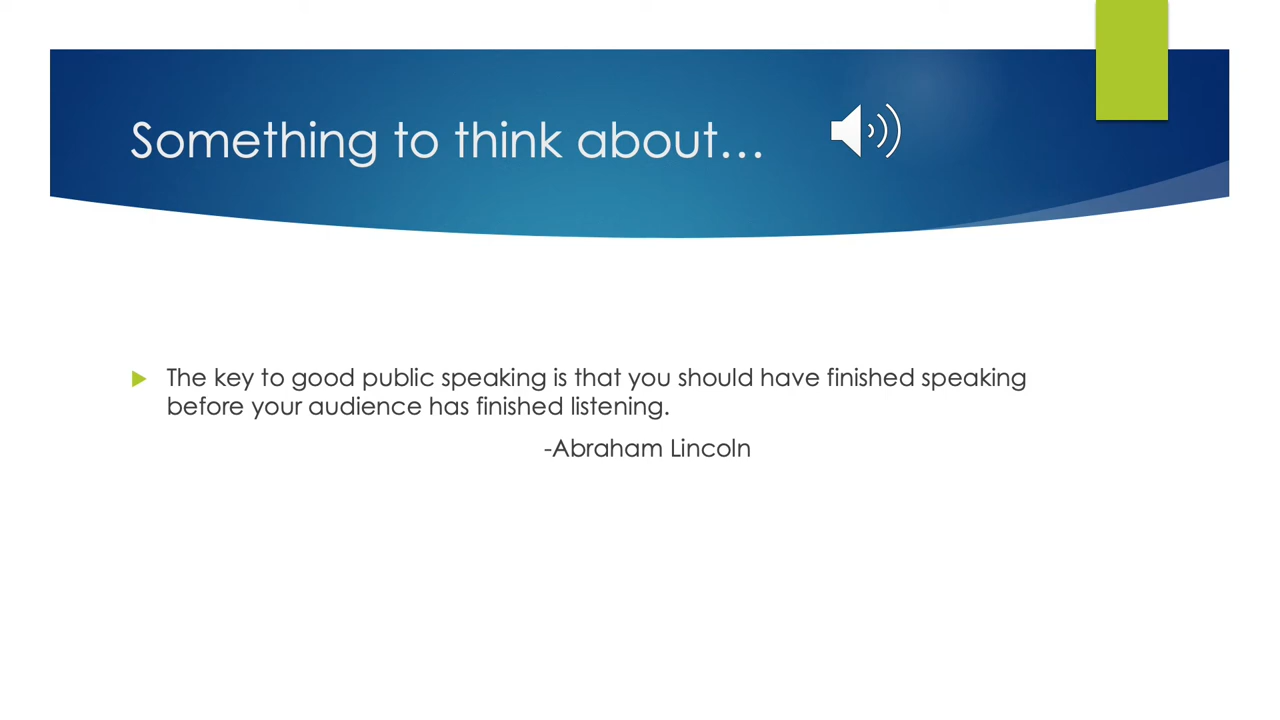 Something to think about…
The key to good public speaking is that you should have finished speaking
before your audience has finished listening.
-Abraham Lincoln